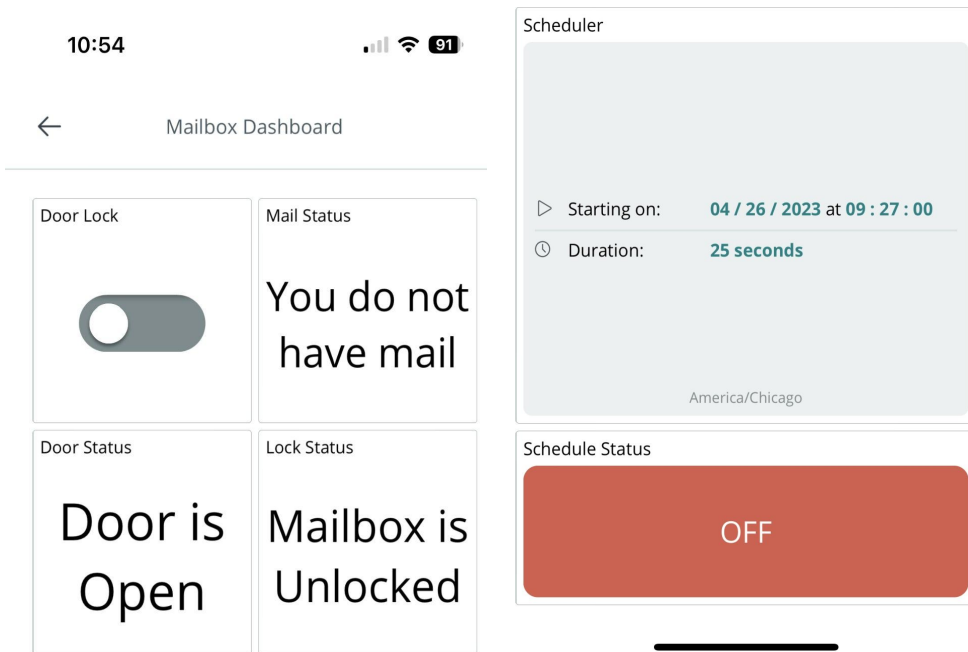 10:54
91
Mailbox Dashboard
Door Lock
Mail Status
You do not
have mail
Door Status
Door is
Open
Lock Status
Mailbox is
Unlocked
Scheduler
Starting on: 04 / 26 / 2023 at 09 : 27 : 00
Duration: 25 seconds
America/Chicago
Schedule Status
OFF